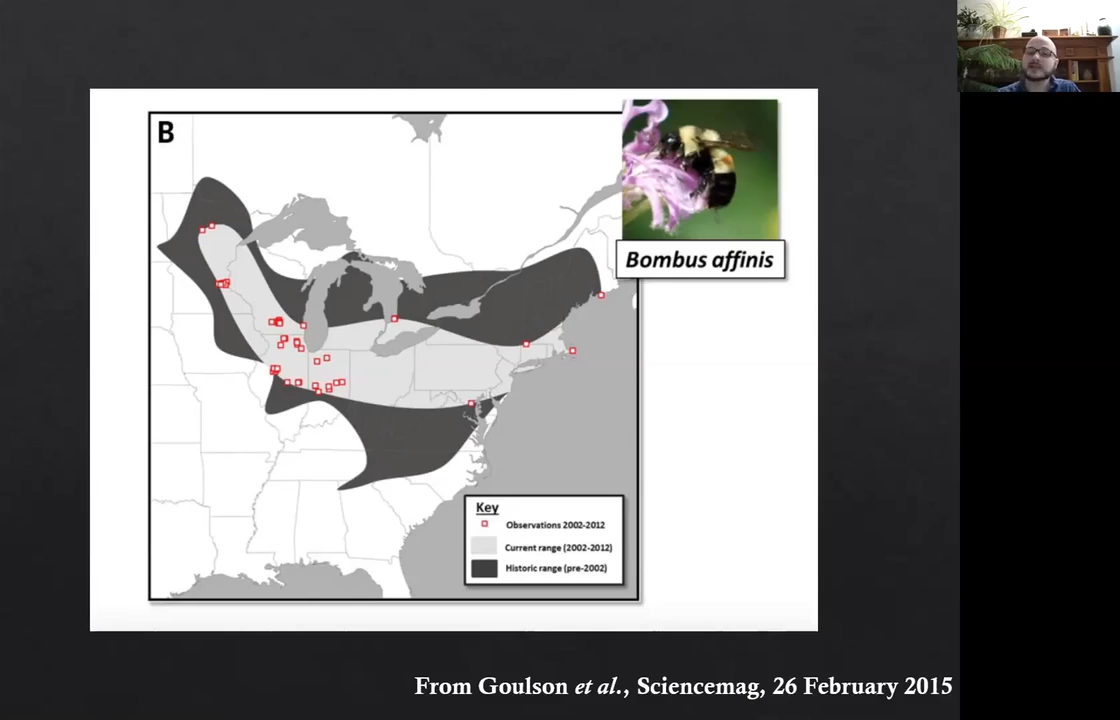 B
Bombus affinis
Key
Observations 2002-2012
Current range (2002-2012)
Historic range (pre-2002)
From Goulson et al., Sciencemag, 26 February 2015